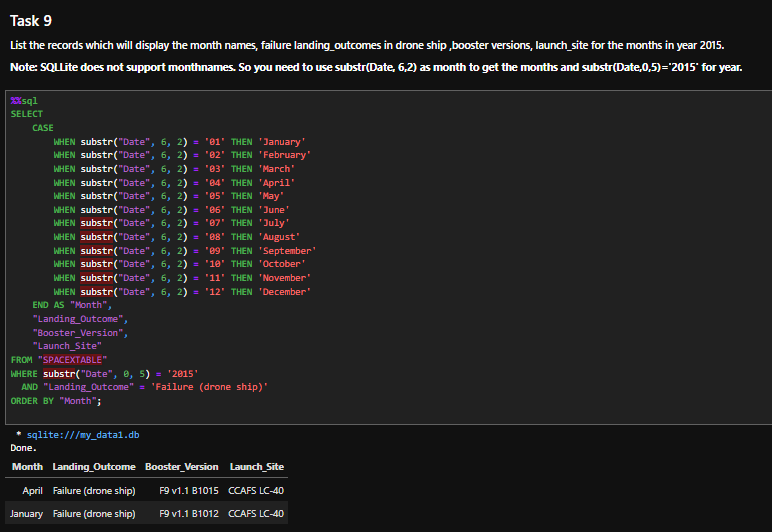 Task 9
List the records which will display the month names, failure landing_outcomes in drone ship ,booster versions, launch_site for the months in year 2015.
Note: SQLLite does not support monthnames. So you need to use substr(Date, 6,2) as month to get the months and substr(Date,0,5)='2015' for year.
%%sql
SELECT
CASE
WHEN substr("Date", 6, 2) = '01' THEN 'January'
WHEN substr("Date", 6, 2) = '02' THEN 'February'
WHEN substr("Date", 6, 2) = '03' THEN 'March'
WHEN substr("Date", 6, 2) = '04' THEN 'April'
WHEN substr("Date", 6, 2) = '05' THEN 'May'
WHEN substr("Date", 6, 2) = '06' THEN 'June'
WHEN substr("Date", 6, 2) = '07' THEN 'July'
WHEN substr("Date", 6, 2) = '08' THEN 'August'
WHEN substr("Date", 6, 2) = '09' THEN 'September'
WHEN substr("Date", 6, 2) = '10' THEN 'October'
WHEN substr("Date", 6, 2) = '11' THEN 'November'
WHEN substr("Date", 6, 2) = '12' THEN 'December'
END AS "Month",
"Landing_Outcome",
"Booster_Version",
"Launch_Site"
FROM "SPACEXTABLE"
WHERE substr("Date", 0, 5) = '2015'
AND "Landing_Outcome" = 'Failure (drone ship)'
ORDER BY "Month";
* sqlite:///my_data1.db
Done.
Month Landing_Outcome Booster_Version Launch_Site
April Failure (drone ship) F9 v1.1 B1015 CCAFS LC-40
January Failure (drone ship) F9 v1.1 B1012 CCAFS LC-40